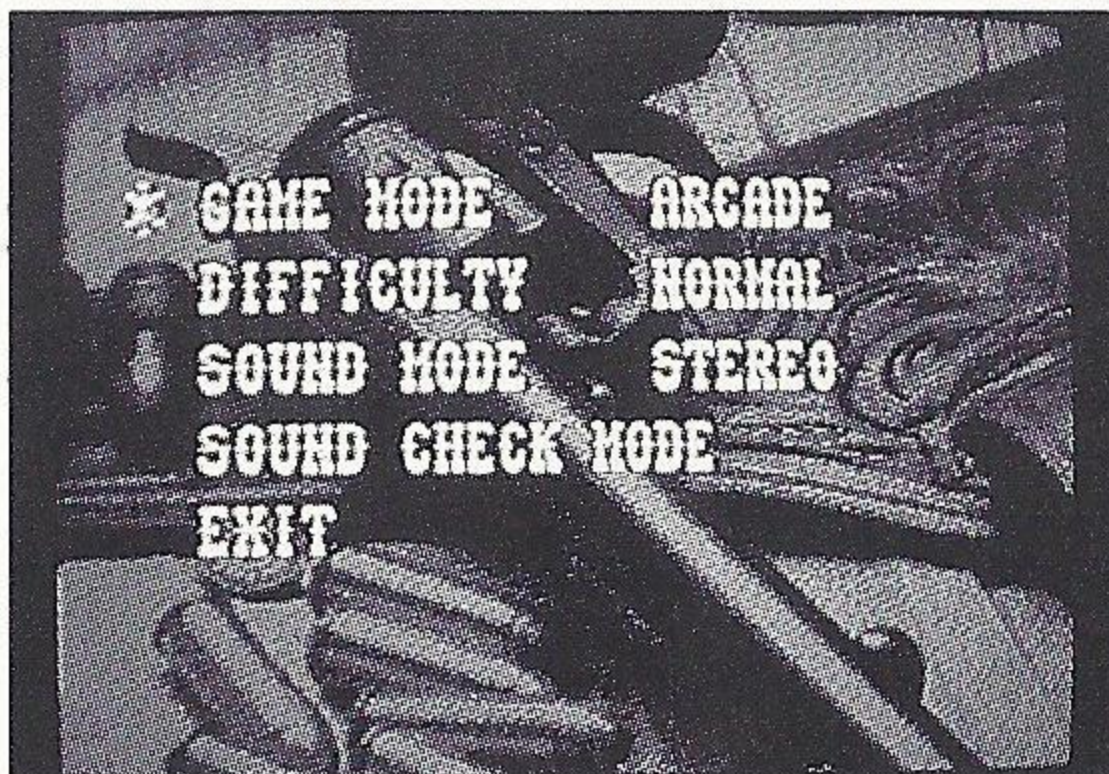 GAME MODE ARCADE
DIFFICULTY NORMAL
SOUND MODE STEREO
SOUND CHECK MODE
EXIT